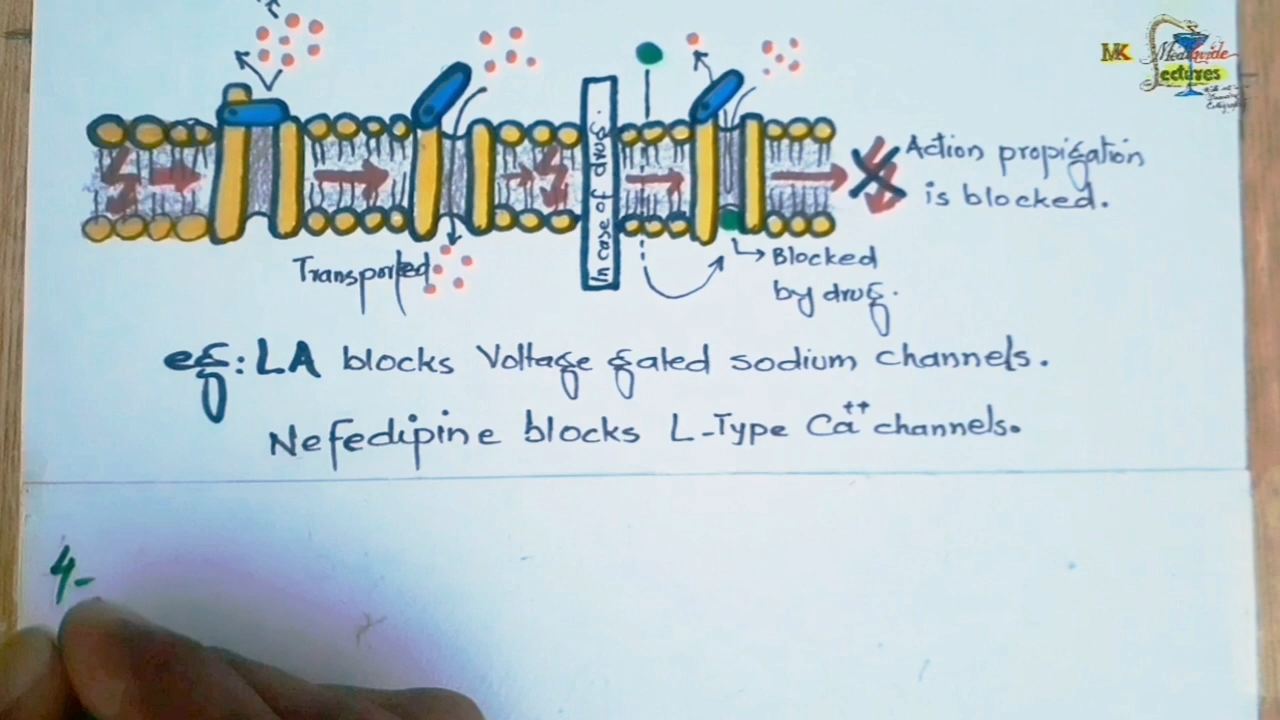 MK
Mediwide
Lectures
Action propigation
is blocked.
In case of drug.
Transported
Blocked
by drug.
eg: LA blocks Voltage gated sodium channels.
Nefedipine blocks L-Type Ca++ channels.
4-